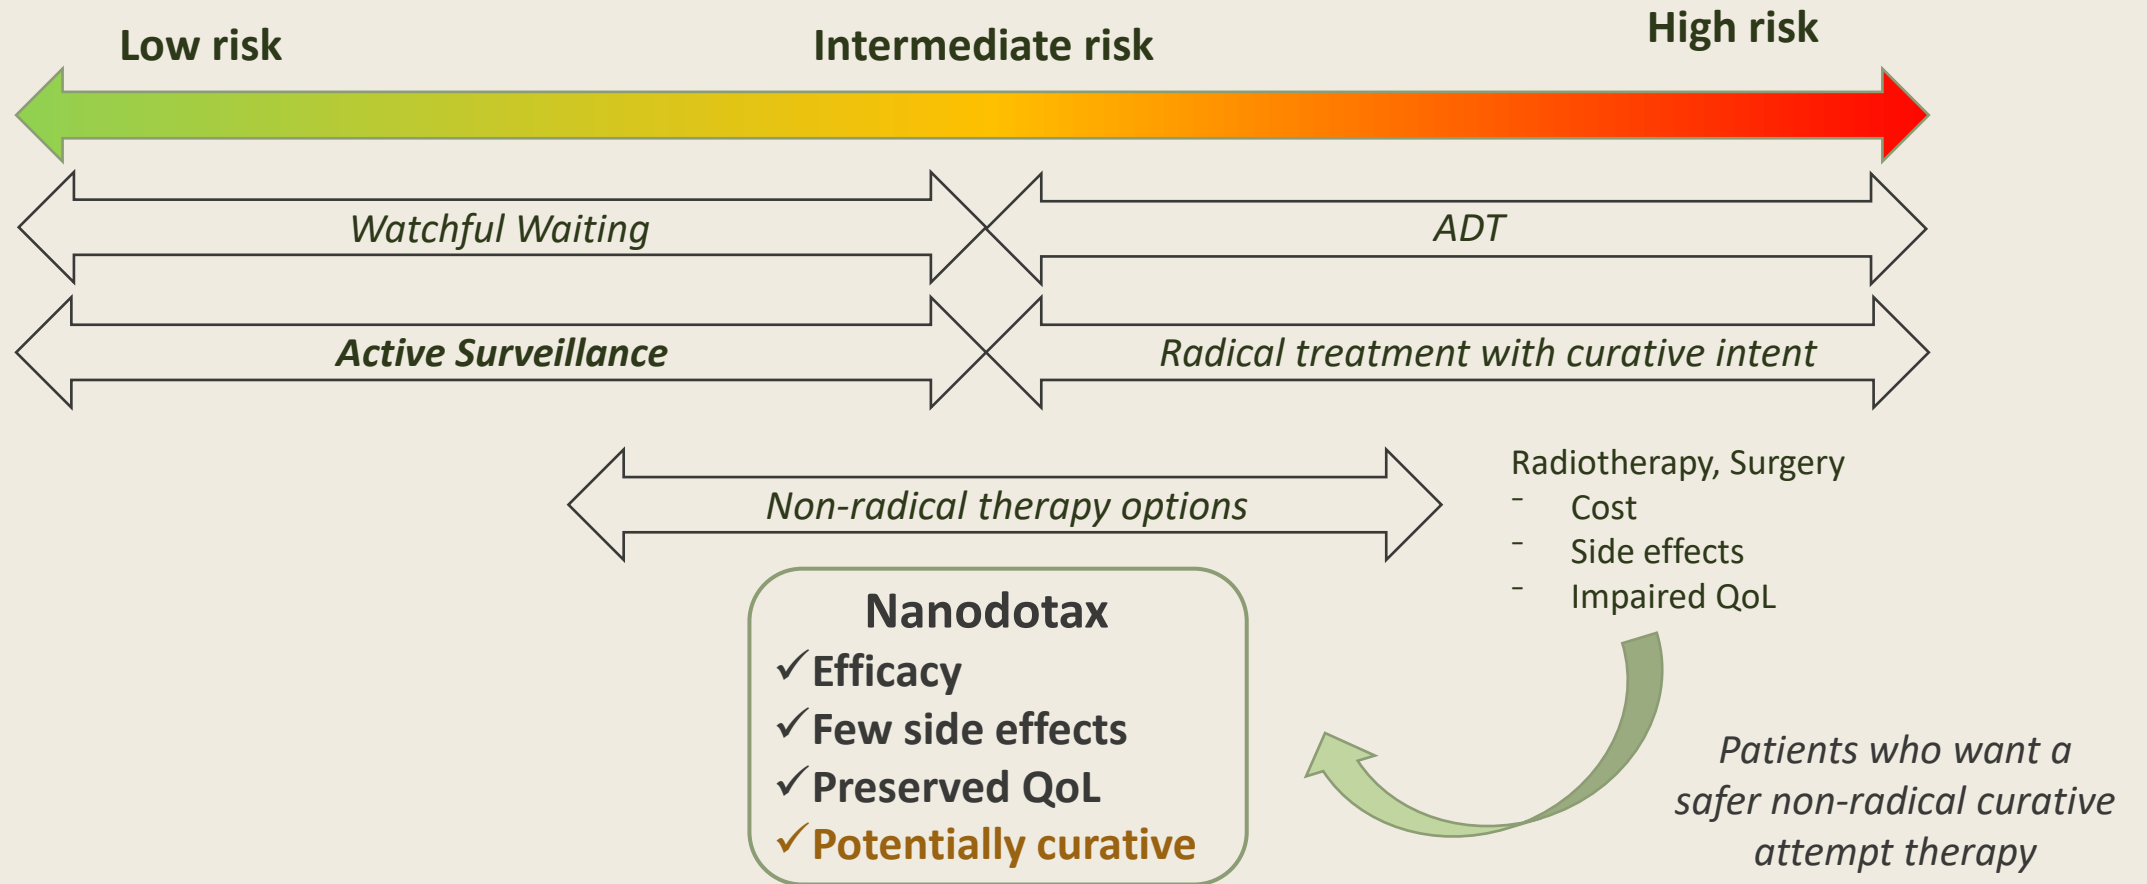 Low risk
Intermediate risk
High risk
Watchful Waiting
ADT
Active Surveillance
Radical treatment with curative intent
Non-radical therapy options
Radiotherapy, Surgery
- Cost
- Side effects
- Impaired QoL
Nanodotax
✓Efficacy
✓Few side effects
✓Preserved QoL
✓Potentially curative
Patients who want a
safer non-radical curative
attempt therapy